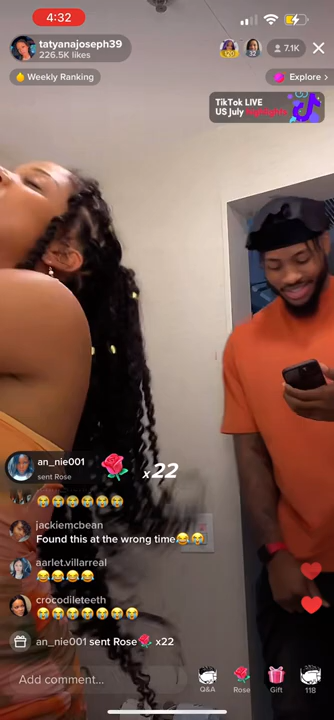 4:32
tatyanajoseph39
226.5K likes
32
7.1K
Weekly Ranking
Explore >
TikTok LIVE
US July Highlights
an_nie001
sent Rose
x22
😭😭😭😭😭😭
jackiemcbean
Found this at the wrong time😂😭
aarlet.villarreal
😂😂😂😂
crocodileteeth
😭😭😭😭😭😭😭
an_nie001 sent Rose🌹 x22
Add comment...
Q&A
Rose
Gift
118